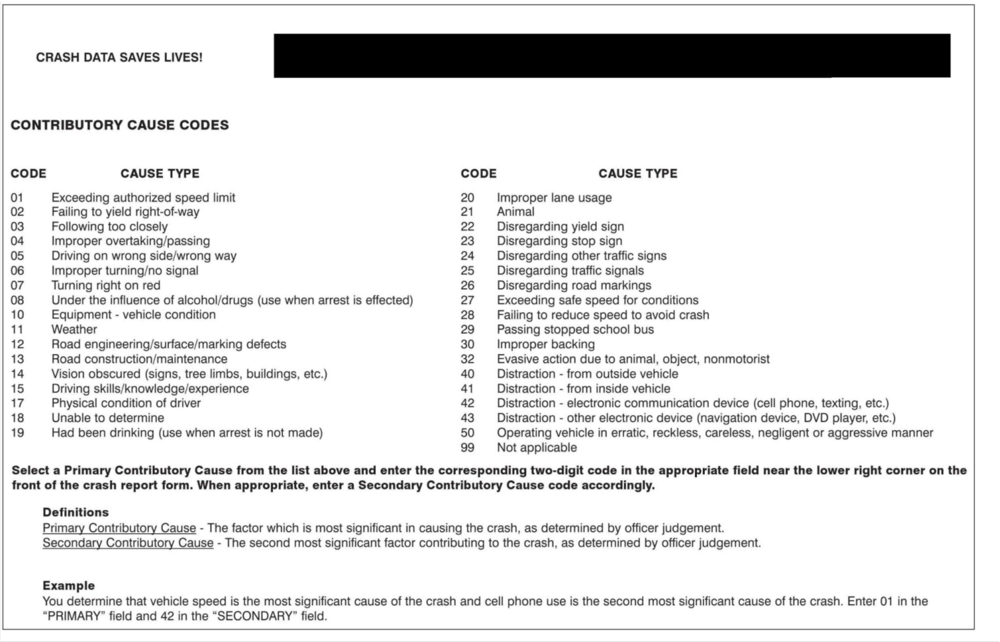 CRASH DATA SAVES LIVES!
CONTRIBUTORY CAUSE CODES
CODE CAUSE TYPE
01 Exceeding authorized speed limit
02 Failing to yield right-of-way
03 Following too closely
04 Improper overtaking/passing
05 Driving on wrong side/wrong way
06 Improper turning/no signal
07 Turning right on red
08 Under the influence of alcohol/drugs (use when arrest is effected)
10 Equipment - vehicle condition
11 Weather
12 Road engineering/surface/marking defects
13 Road construction/maintenance
14 Vision obscured (signs, tree limbs, buildings, etc.)
15 Driving skills/knowledge/experience
17 Physical condition of driver
18 Unable to determine
19 Had been drinking (use when arrest is not made)
CODE CAUSE TYPE
20 Improper lane usage
21 Animal
22 Disregarding yield sign
23 Disregarding stop sign
24 Disregarding other traffic signs
25 Disregarding traffic signals
26 Disregarding road markings
27 Exceeding safe speed for conditions
28 Failing to reduce speed to avoid crash
29 Passing stopped school bus
30 Improper backing
32 Evasive action due to animal, object, nonmotorist
40 Distraction - from outside vehicle
41 Distraction - from inside vehicle
42 Distraction - electronic communication device (cell phone, texting, etc.)
43 Distraction - other electronic device (navigation device, DVD player, etc.)
50 Operating vehicle in erratic, reckless, careless, negligent or aggressive manner
99 Not applicable
Select a Primary Contributory Cause from the list above and enter the corresponding two-digit code in the appropriate field near the lower right corner on the
front of the crash report form. When appropriate, enter a Secondary Contributory Cause code accordingly.
Definitions
Primary Contributory Cause - The factor which is most significant in causing the crash, as determined by officer judgement.
Secondary Contributory Cause - The second most significant factor contributing to the crash, as determined by officer judgement.
Example
You determine that vehicle speed is the most significant cause of the crash and cell phone use is the second most significant cause of the crash. Enter 01 in the
“PRIMARY” field and 42 in the “SECONDARY” field.